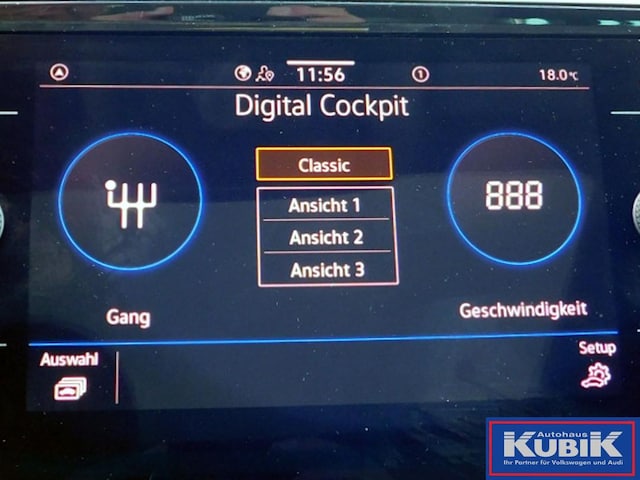 11:56
1
18.0°C
Digital Cockpit
Classic
Ansicht 1
Ansicht 2
Ansicht 3
888
Gang
Geschwindigkeit
Auswahl
Setup
Autohaus
KUBIK
Ihr Partner für Volkswagen und Audi